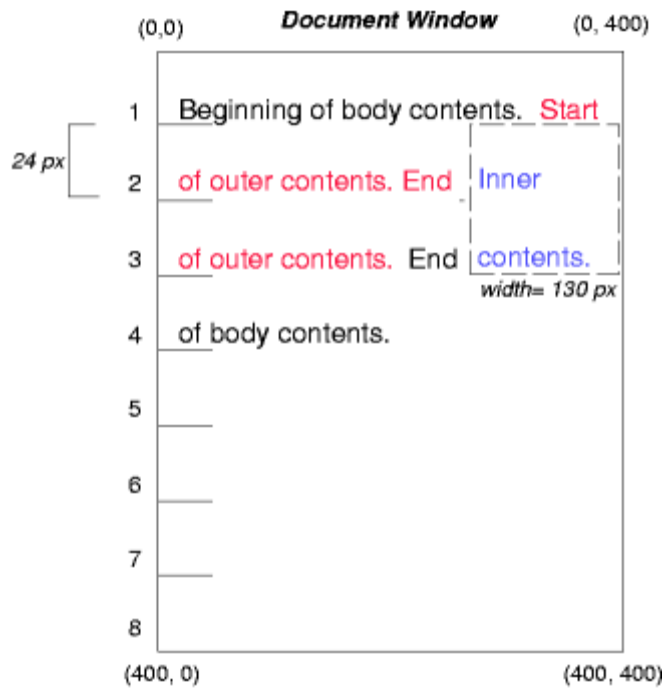 (0,0) Document Window (0, 400)
1 Beginning of body contents. Start
24 px
2 of outer contents. End Inner
3 of outer contents. End contents.
width= 130 px
4 of body contents.
5
6
7
8
(400, 0) (400, 400)